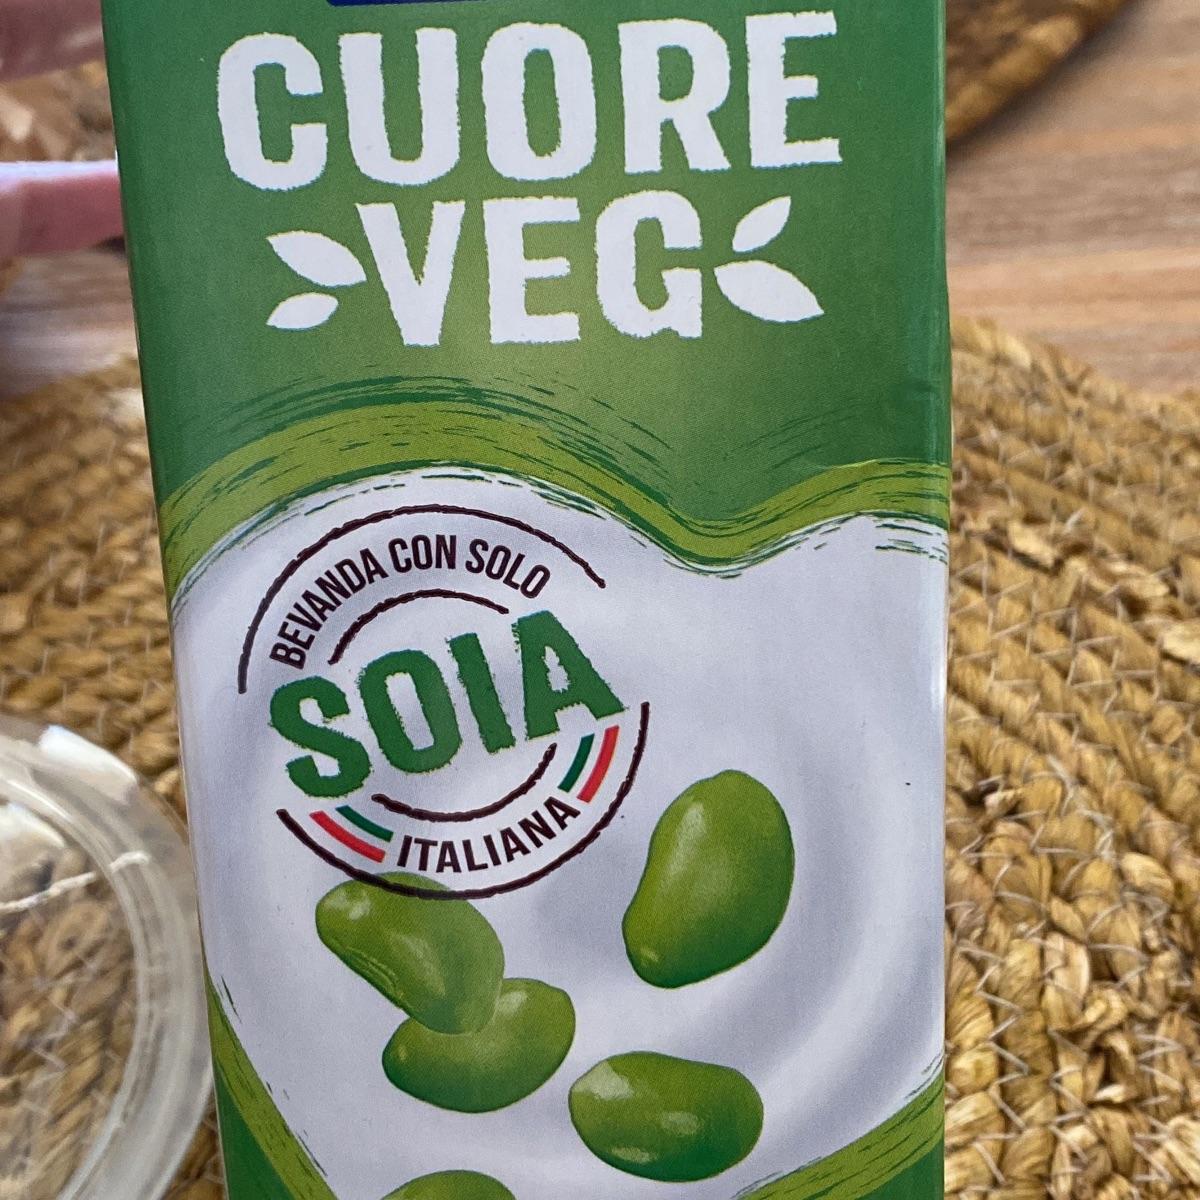 CUORE
VEG
BEVANDA CON SOLO
SOIA
ITALIANA